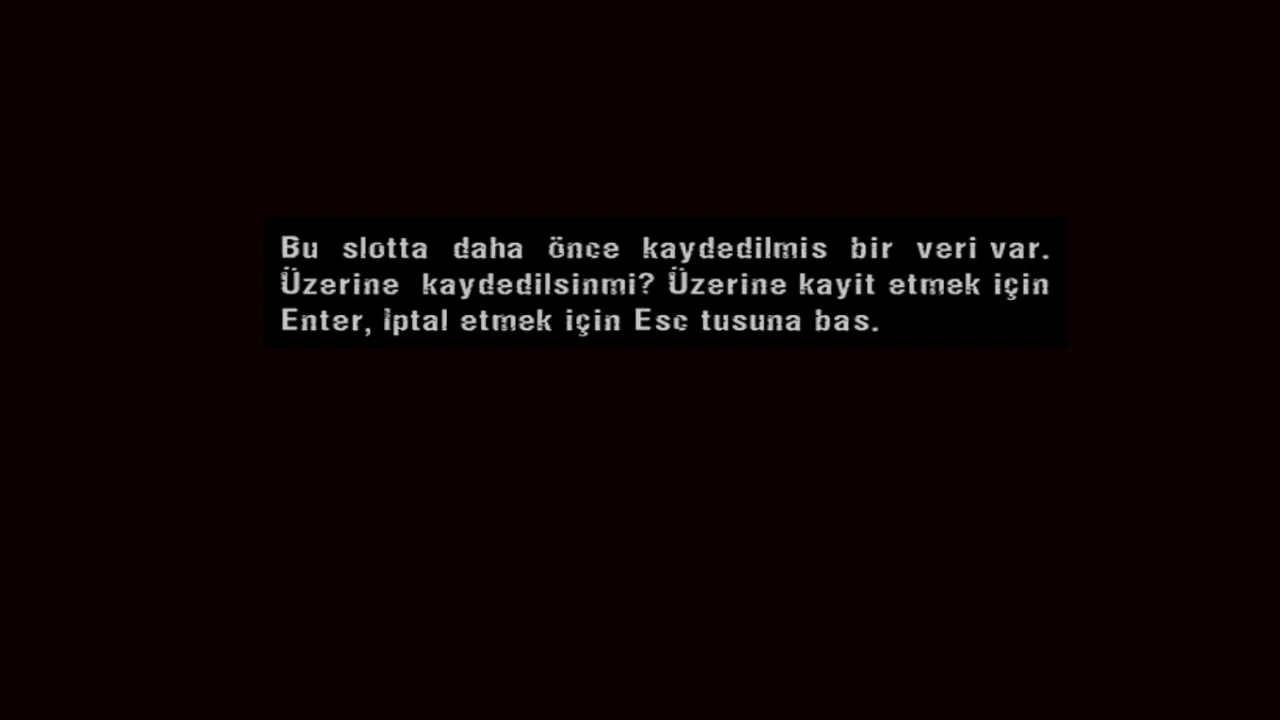 Bu slotta daha önce kaydedilmis bir veri var.
Üzerine kaydedilsinmi? Üzerine kayit etmek için
Enter, İptal etmek için Esc tusuna bas.